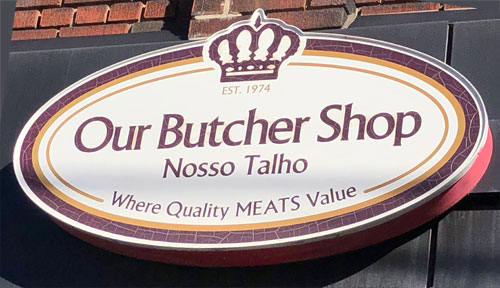 EST. 1974
Our Butcher Shop
Nosso Talho
Where Quality MEATS Value